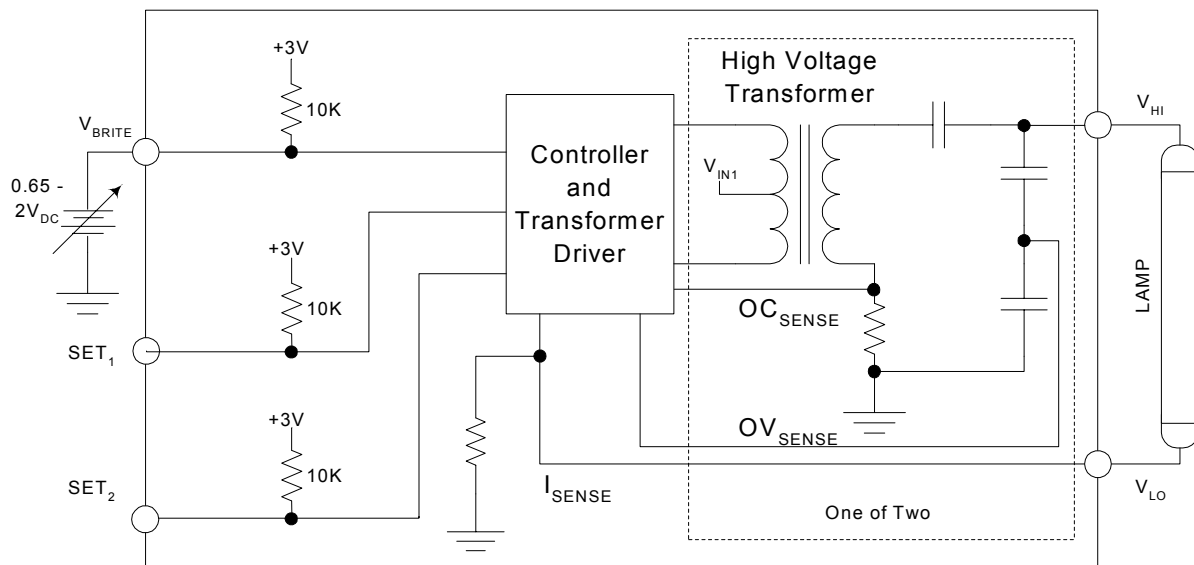 +3V
10K
V_BRITE
0.65 -
2V_DC
+3V
10K
SET_1
+3V
10K
SET_2
Controller
and
Transformer
Driver
High Voltage
Transformer
V_IN1
OC_SENSE
OV_SENSE
I_SENSE
One of Two
V_HI
LAMP
V_LO